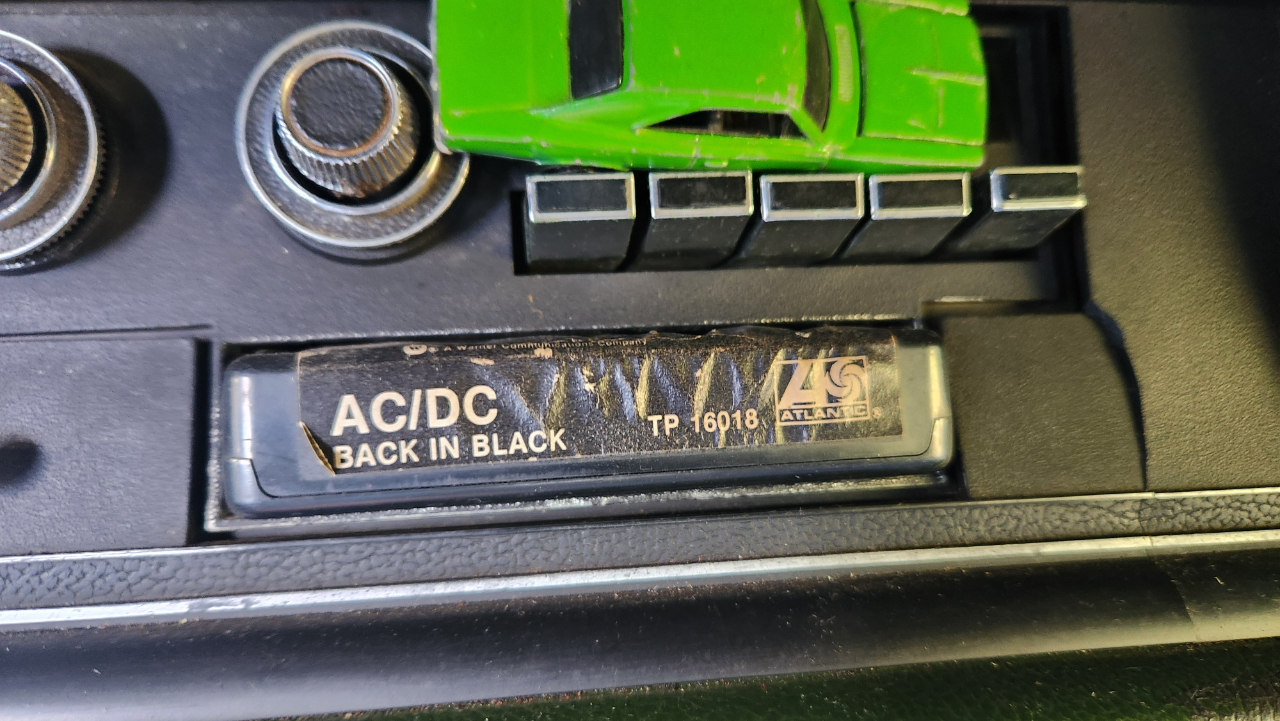 A Warner Communications Company
AC/DC
BACK IN BLACK
TP 16018
ATLANTIC®